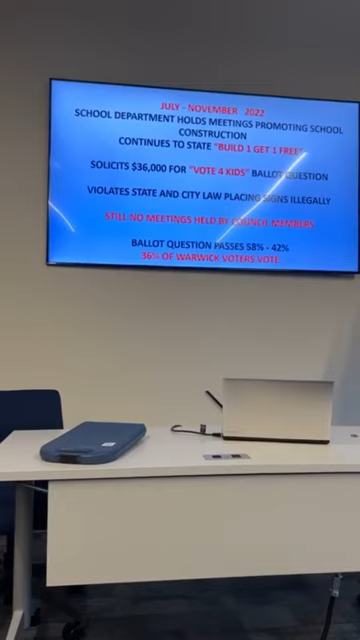 JULY - NOVEMBER 2022
SCHOOL DEPARTMENT HOLDS MEETINGS PROMOTING SCHOOL
CONSTRUCTION
CONTINUES TO STATE "BUILD 1 GET 1 FREE"
SOLICITS $36,000 FOR "VOTE 4 KIDS" BALLOT QUESTION
VIOLATES STATE AND CITY LAW PLACING SIGNS ILLEGALLY
STILL NO MEETINGS HELD BY COUNCIL MEMBERS
BALLOT QUESTION PASSES 58% - 42%
36% OF WARWICK VOTERS VOTE